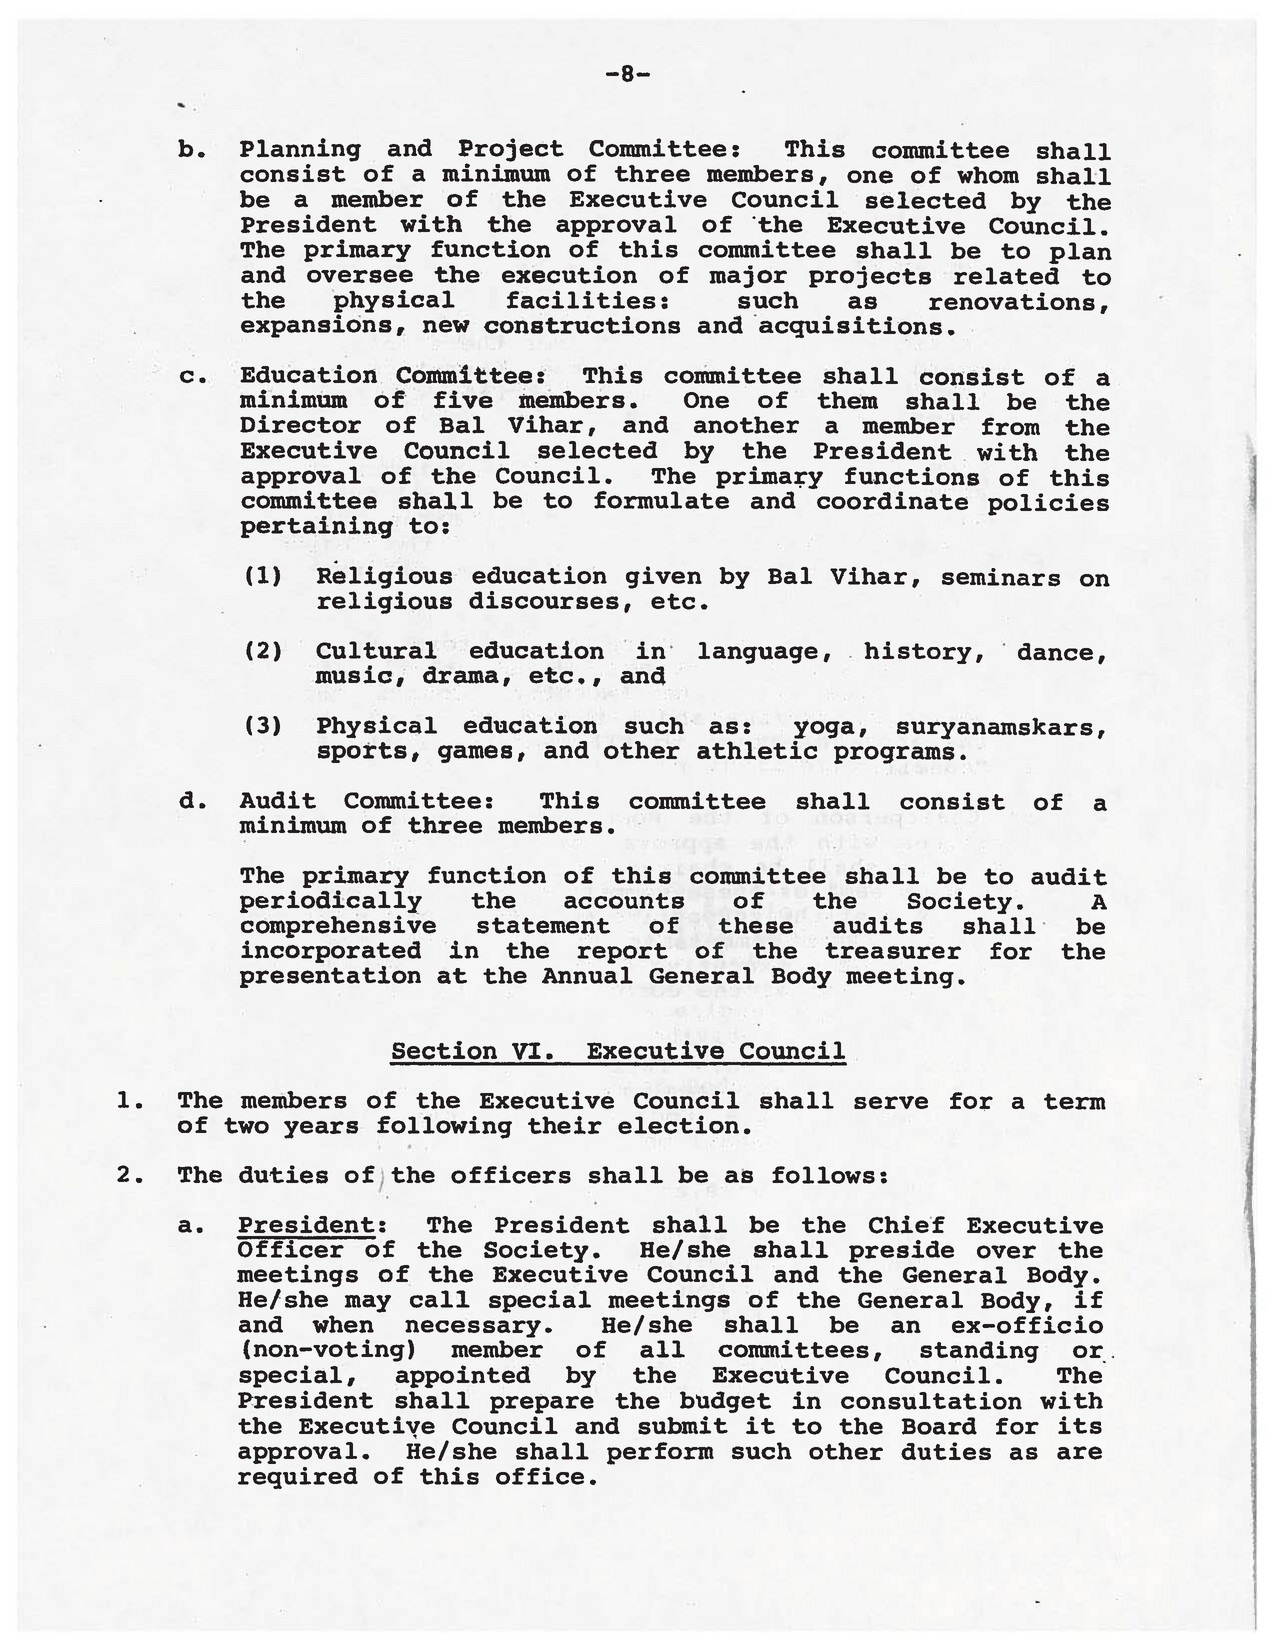 -8-
b. Planning and Project Committee: This committee shall
consist of a minimum of three members, one of whom shall
be a member of the Executive Council selected by the
President with the approval of the Executive Council.
The primary function of this committee shall be to plan
and oversee the execution of major projects related to
the physical facilities: such as renovations,
expansions, new constructions and acquisitions.
c. Education Committee: This committee shall consist of a
minimum of five members. One of them shall be the
Director of Bal Vihar, and another a member from the
Executive Council selected by the President with the
approval of the Council. The primary functions of this
committee shall be to formulate and coordinate policies
pertaining to:
(1) Religious education given by Bal Vihar, seminars on
religious discourses, etc.
(2) Cultural education in language, history, dance,
music, drama, etc., and
(3) Physical education such as: yoga, suryanamskars,
sports, games, and other athletic programs.
d. Audit Committee: This committee shall consist of a
minimum of three members.
The primary function of this committee shall be to audit
periodically the accounts of the Society. A
comprehensive statement of these audits shall be
incorporated in the report of the treasurer for the
presentation at the Annual General Body meeting.
Section VI. Executive Council
1. The members of the Executive Council shall serve for a term
of two years following their election.
2. The duties of the officers shall be as follows:
a. President: The President shall be the Chief Executive
Officer of the Society. He/she shall preside over the
meetings of the Executive Council and the General Body.
He/she may call special meetings of the General Body, if
and when necessary. He/she shall be an ex-officio
(non-voting) member of all committees, standing or
special, appointed by the Executive Council. The
President shall prepare the budget in consultation with
the Executive Council and submit it to the Board for its
approval. He/she shall perform such other duties as are
required of this office.